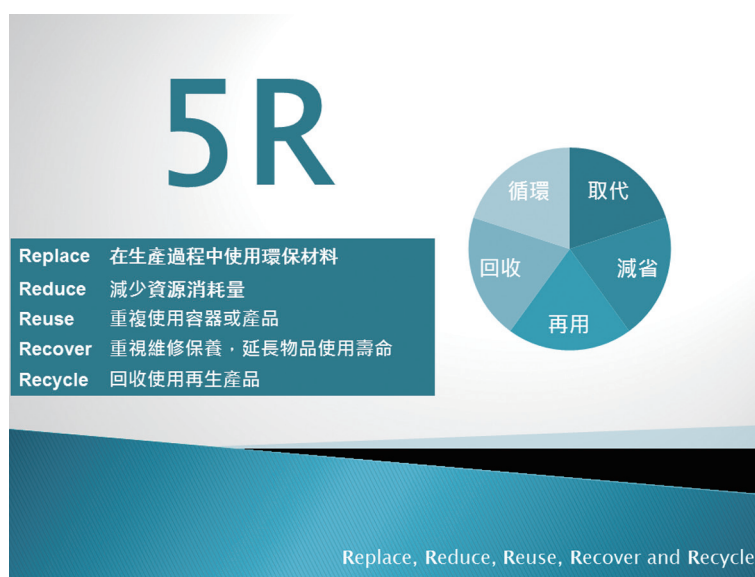 5R
Replace 在生產過程中使用環保材料
Reduce 減少資源消耗量
Reuse 重複使用容器或產品
Recover 重視維修保養，延長物品使用壽命
Recycle 回收使用再生產品
循環 取代
回收 減省
再用
Replace, Reduce, Reuse, Recover and Recycle